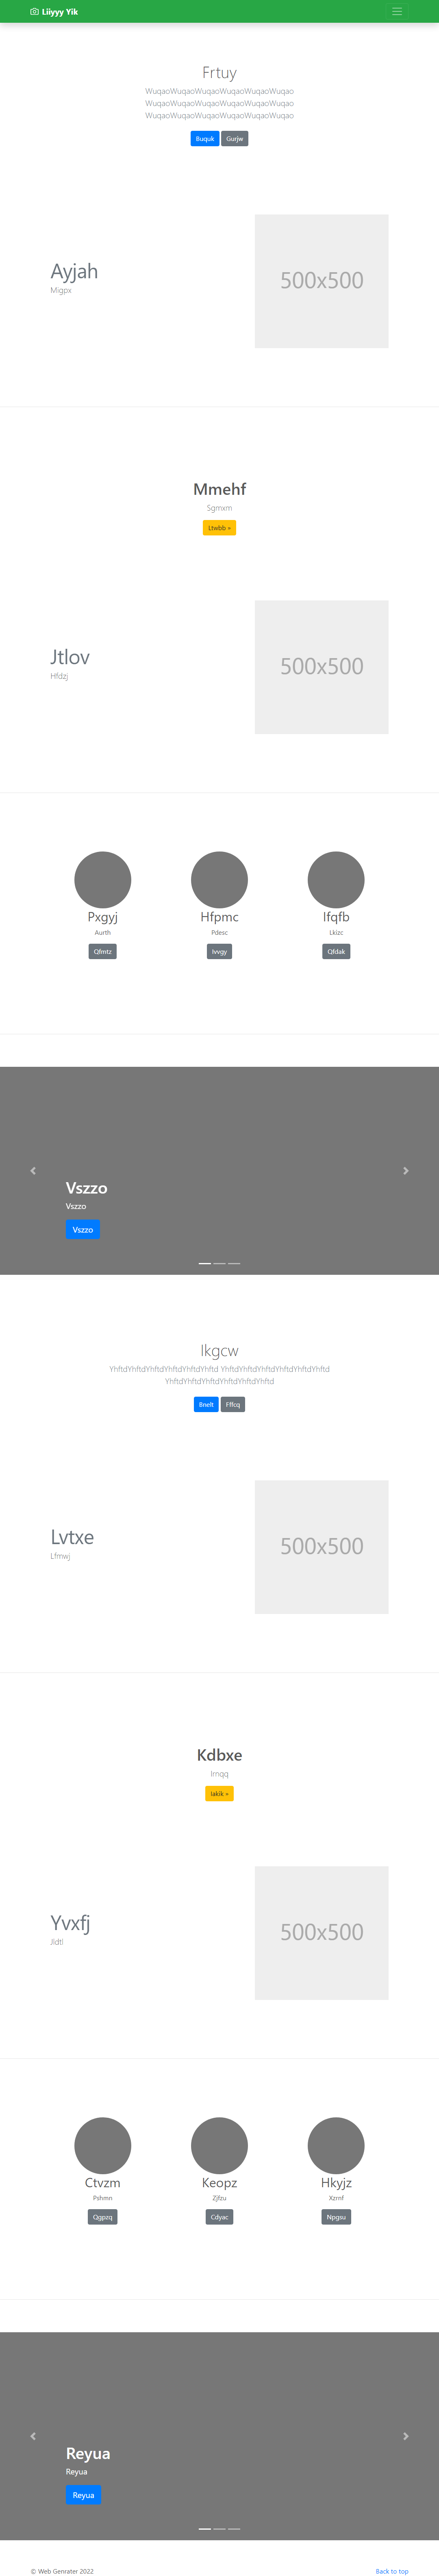 Liiyyy Yik
Frtuy
WuqaoWuqaoWuqaoWuqaoWuqaoWuqao
WuqaoWuqaoWuqaoWuqaoWuqaoWuqao
WuqaoWuqaoWuqaoWuqaoWuqaoWuqao
Buquk Gurjw
Ayjah
Migpx
500x500
Mmehf
Sgmxm
Ltwbb »
Jtlov
Hfdzj
500x500
Pxgyj Hfpmc Ifqfb
Aurth Pdesc Lkizc
Qfmtz Ivvgy Qfdak
Vszzo
Vszzo
Vszzo
Ikgcw
YhftdYhftdYhftdYhftdYhftdYhftd YhftdYhftdYhftdYhftdYhftdYhftd
YhftdYhftdYhftdYhftdYhftdYhftd
Bneft Fffcq
Lvtxe
Lfmwj
500x500
Kdbxe
Irnqq
Iakik »
Yvxfj
500x500
Ctvzm Keopz Hkyjz
Pshmn Zjfzu Xzrnf
Qgpzq Cdyac Npgsu
Reyua
Reyua
Reyua
© Web Genrater 2022 Back to top